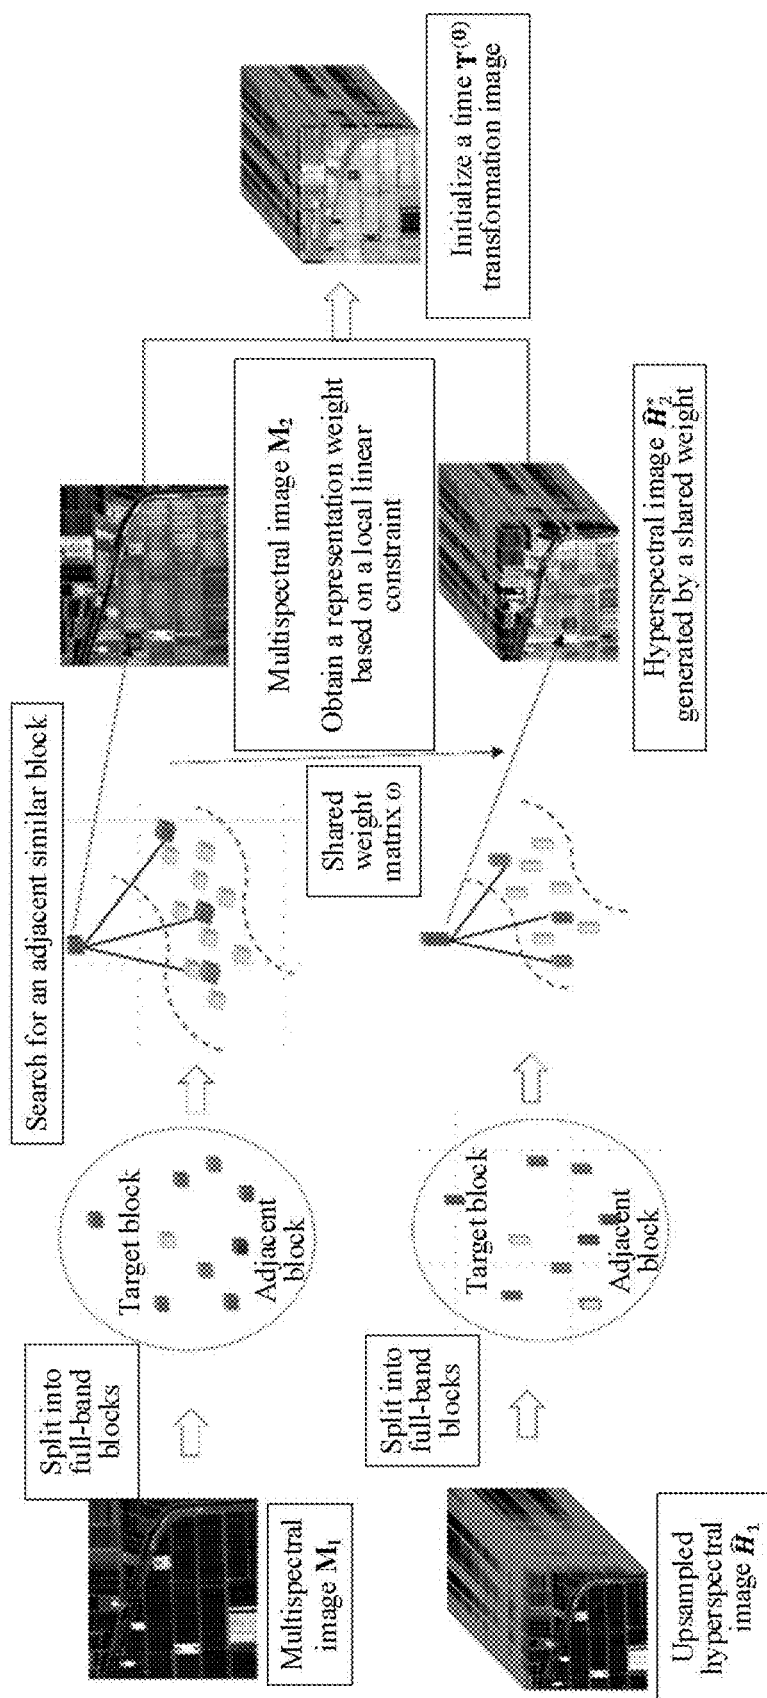 Search for an adjacent similar block
Split into
full-band
blocks
Target block
Adjacent
block
Multispectral
image M₁
Multispectral image M₂
Obtain a representation weight
based on a local linear
constraint
Shared
weight
matrix ω
Initialize a time T⁽⁰⁾
transformation image
Split into
full-band
blocks
Target block
Adjacent
block
Upsampled
hyperspectral
image Ĥ₁
Hyperspectral image Ĥ₂*
generated by a shared weight